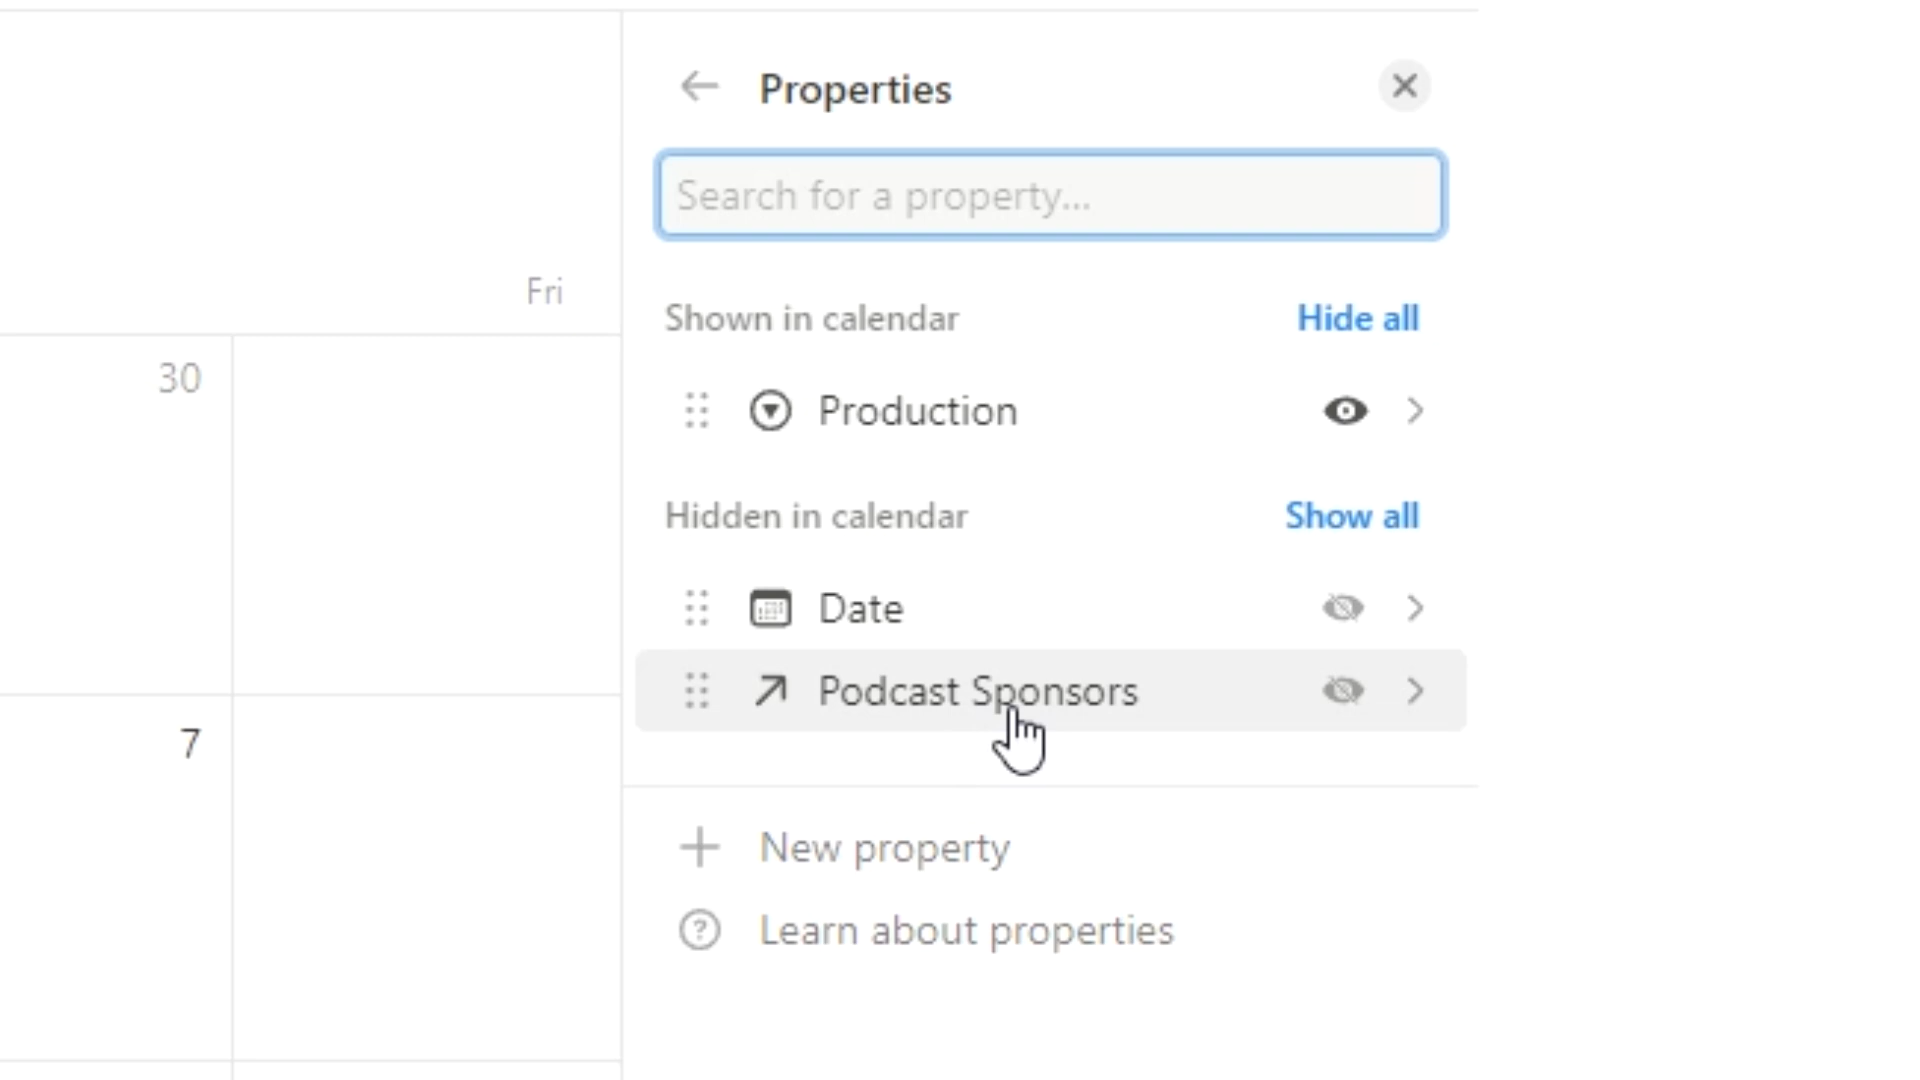 Properties
Search for a property...
Fri
Shown in calendar
Hide all
30
Production
Hidden in calendar
Show all
Date
Podcast Sponsors
7
New property
Learn about properties